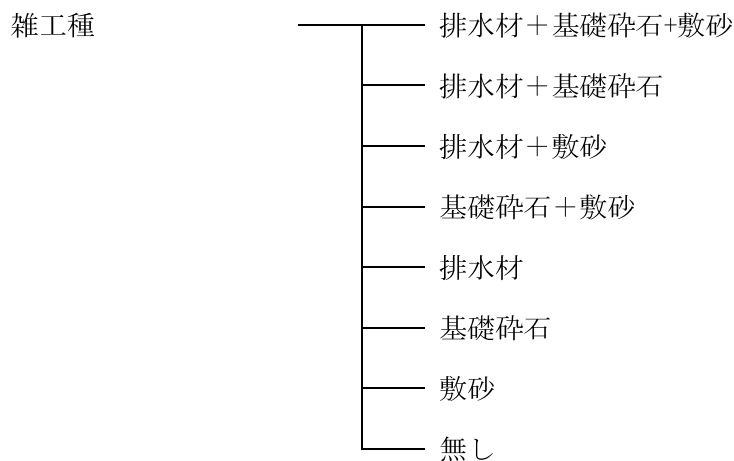 雑工種
排水材＋基礎砕石+敷砂
排水材＋基礎砕石
排水材＋敷砂
基礎砕石＋敷砂
排水材
基礎砕石
敷砂
無し